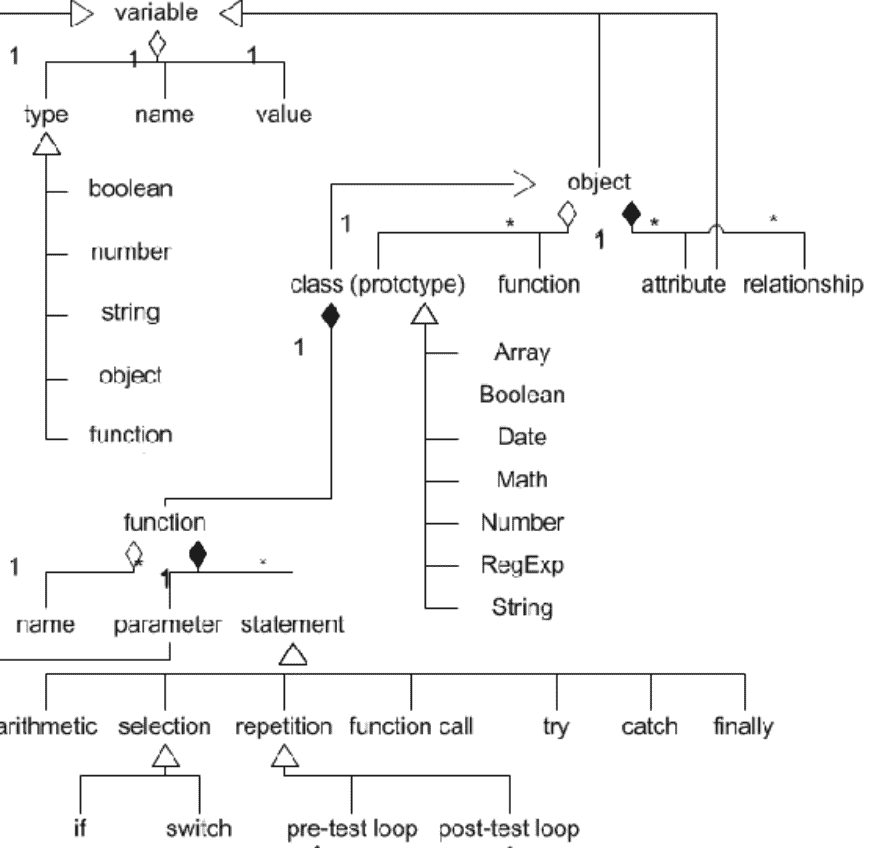 variable
1 1 1
type name value
object
boolean
1 * 1 * *
number
class (prototype) function attribute relationship
string
1
Array
object
Boolean
function
Date
Math
function
Number
1 * 1 *
RegExp
String
name parameter statement
arithmetic selection repetition function call try catch finally
if switch pre-test loop post-test loop